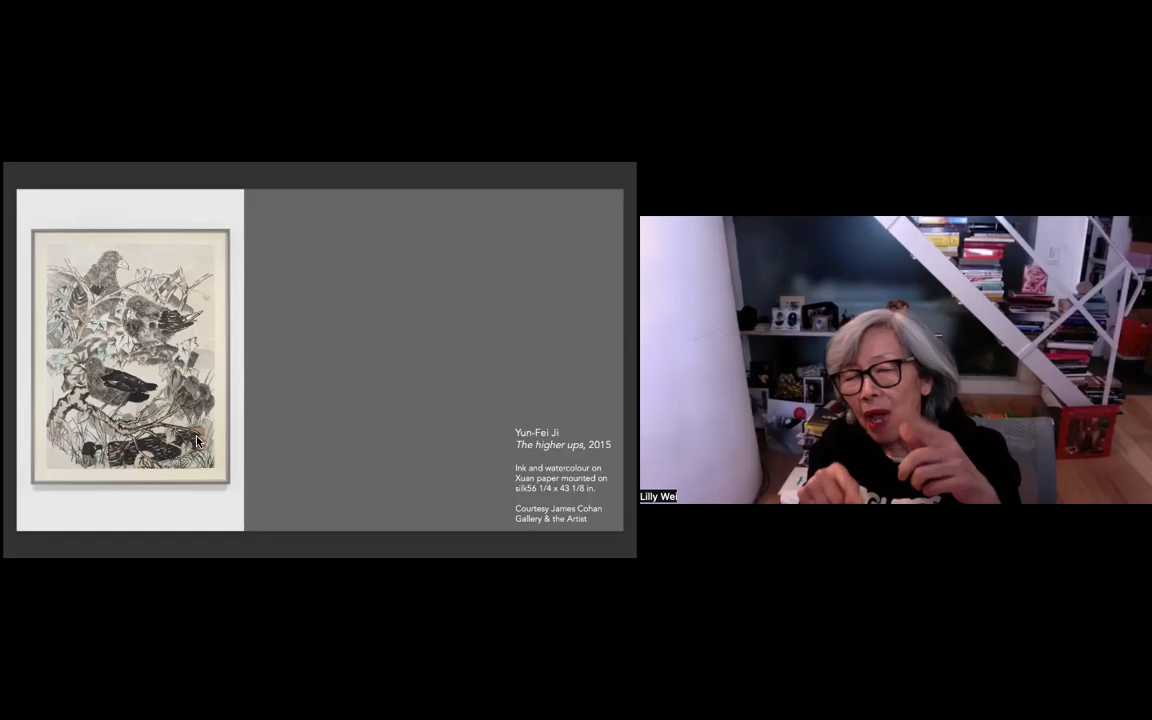 Yun-Fei Ji
The higher ups, 2015
Ink and watercolour on
Xuan paper mounted on
silk56 1/4 x 43 1/8 in.
Courtesy James Cohan
Gallery & the Artist
Lilly Wei